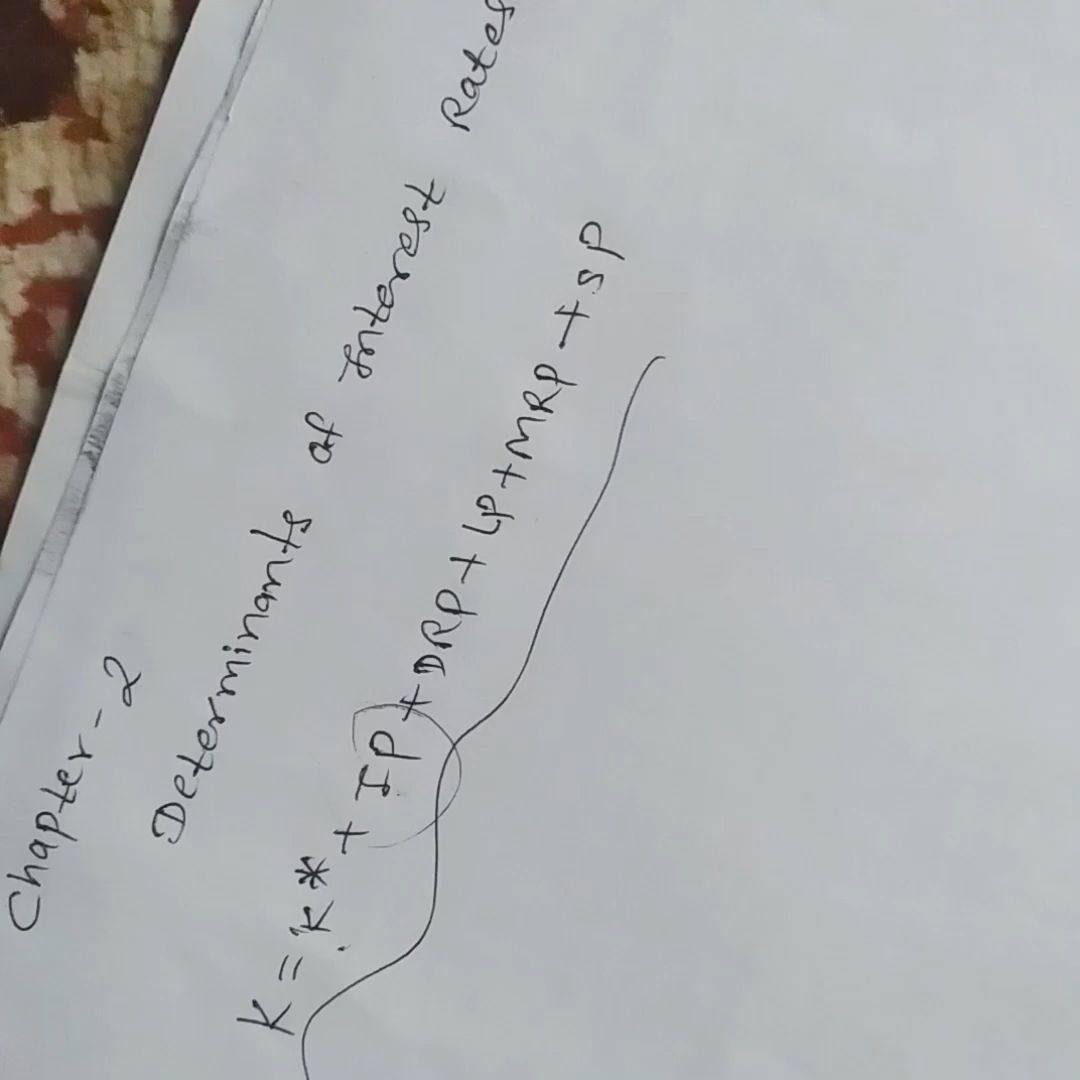 Chapter-2
Determinants of Interest Rates
K = K* + IP + DRP + LP + MRP + SP